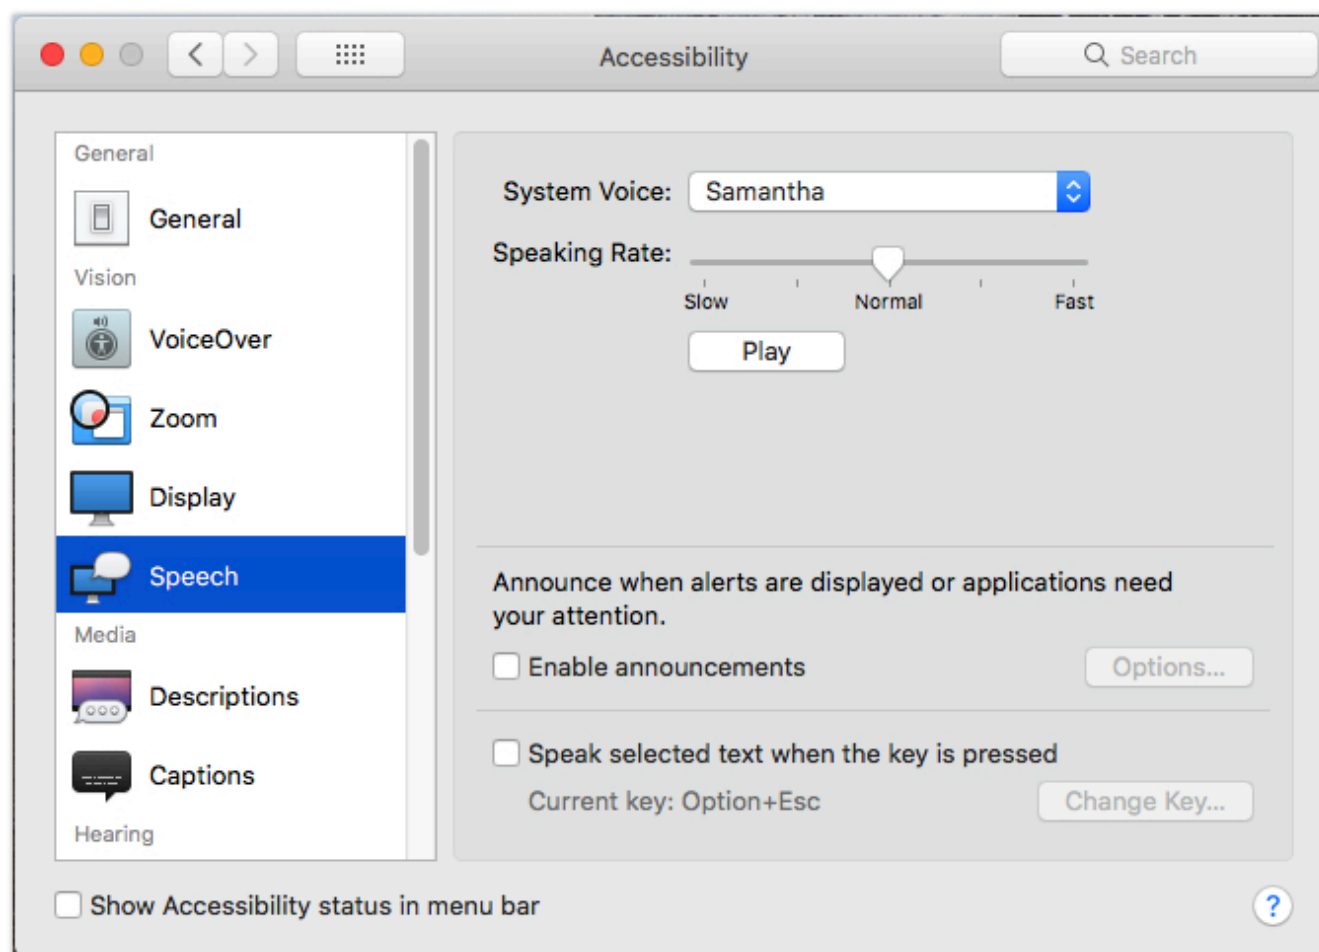 Accessibility
Search
General
General
Vision
VoiceOver
Zoom
Display
Speech
Media
Descriptions
Captions
Hearing
System Voice: Samantha
Speaking Rate:
Slow Normal Fast
Play
Announce when alerts are displayed or applications need
your attention.
Enable announcements Options...
Speak selected text when the key is pressed
Current key: Option+Esc Change Key...
Show Accessibility status in menu bar ?